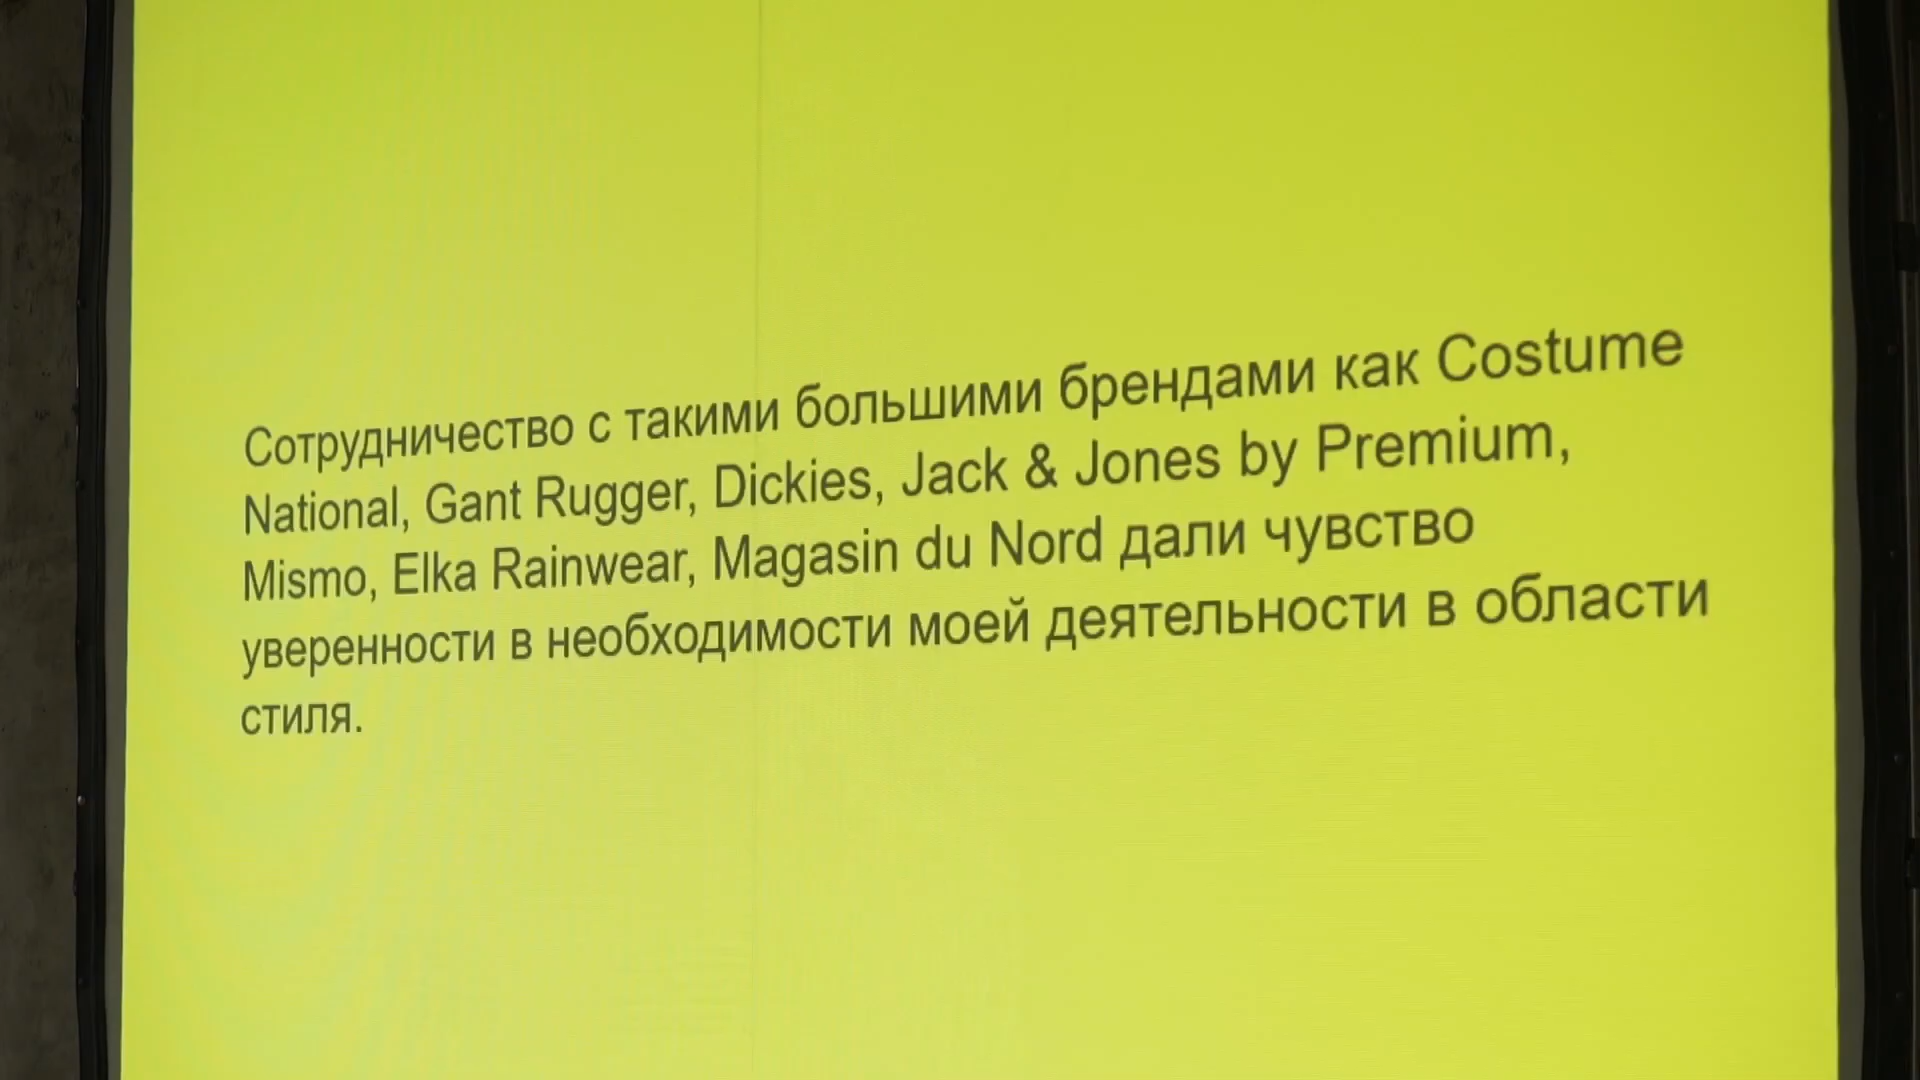 Сотрудничество с такими большими брендами как Costume
National, Gant Rugger, Dickies, Jack & Jones by Premium,
Mismo, Elka Rainwear, Magasin du Nord дали чувство
уверенности в необходимости моей деятельности в области
стиля.